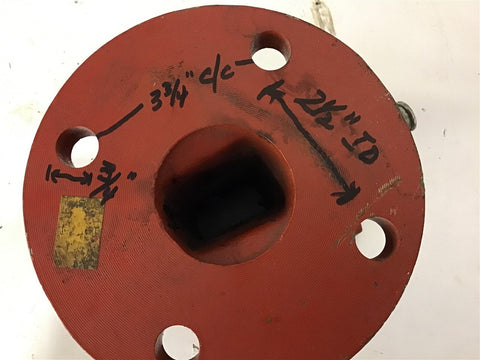 3 3/4" c/c
2 1/2" ID
3/4"